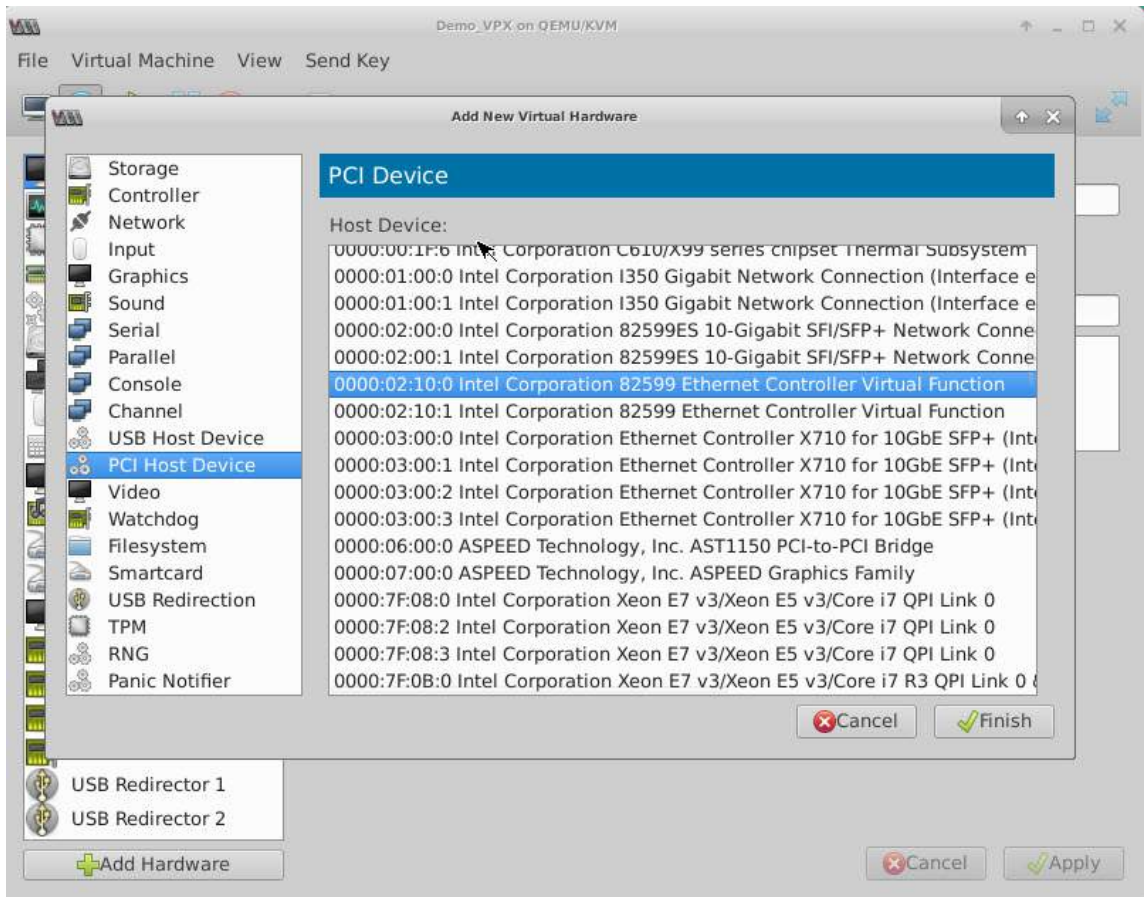 Demo_VPX on QEMU/KVM
File Virtual Machine View Send Key
Add New Virtual Hardware
Storage
Controller
Network
Input
Graphics
Sound
Serial
Parallel
Console
Channel
USB Host Device
PCI Host Device
Video
Watchdog
Filesystem
Smartcard
USB Redirection
TPM
RNG
Panic Notifier
PCI Device
Host Device:
0000:00:1F:6 Intel Corporation C610/X99 series chipset Thermal Subsystem
0000:01:00:0 Intel Corporation I350 Gigabit Network Connection (Interface e
0000:01:00:1 Intel Corporation I350 Gigabit Network Connection (Interface e
0000:02:00:0 Intel Corporation 82599ES 10-Gigabit SFI/SFP+ Network Conne
0000:02:00:1 Intel Corporation 82599ES 10-Gigabit SFI/SFP+ Network Conne
0000:02:10:0 Intel Corporation 82599 Ethernet Controller Virtual Function
0000:02:10:1 Intel Corporation 82599 Ethernet Controller Virtual Function
0000:03:00:0 Intel Corporation Ethernet Controller X710 for 10GbE SFP+ (Inte
0000:03:00:1 Intel Corporation Ethernet Controller X710 for 10GbE SFP+ (Inte
0000:03:00:2 Intel Corporation Ethernet Controller X710 for 10GbE SFP+ (Inte
0000:03:00:3 Intel Corporation Ethernet Controller X710 for 10GbE SFP+ (Inte
0000:06:00:0 ASPEED Technology, Inc. AST1150 PCI-to-PCI Bridge
0000:07:00:0 ASPEED Technology, Inc. ASPEED Graphics Family
0000:7F:08:0 Intel Corporation Xeon E7 v3/Xeon E5 v3/Core i7 QPI Link 0
0000:7F:08:2 Intel Corporation Xeon E7 v3/Xeon E5 v3/Core i7 QPI Link 0
0000:7F:08:3 Intel Corporation Xeon E7 v3/Xeon E5 v3/Core i7 QPI Link 0
0000:7F:0B:0 Intel Corporation Xeon E7 v3/Xeon E5 v3/Core i7 R3 QPI Link 0 &
Cancel Finish
USB Redirector 1
USB Redirector 2
Add Hardware
Cancel Apply